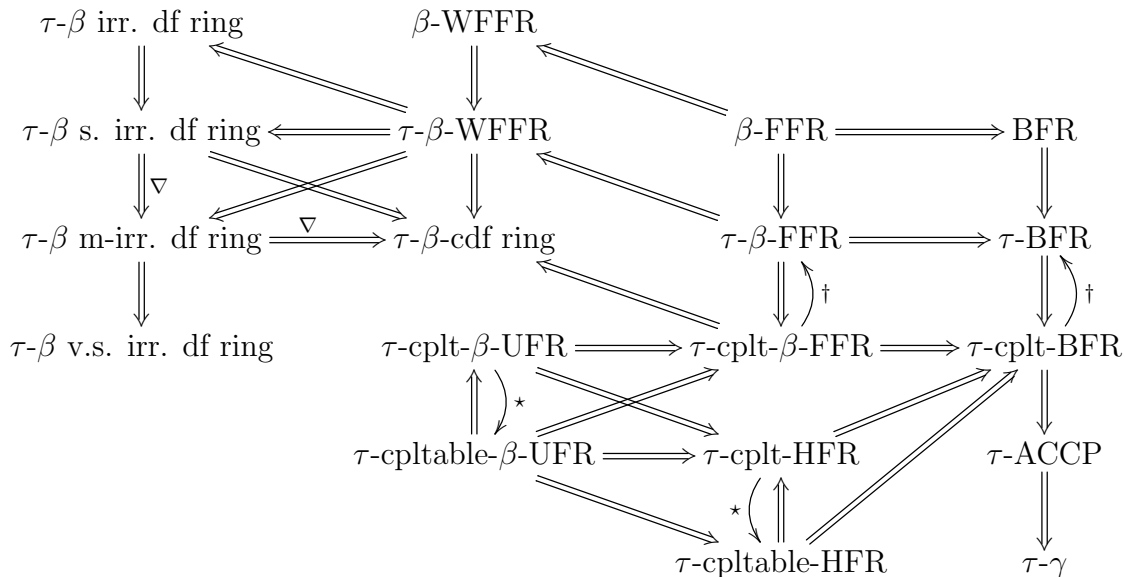 τ-β irr. df ring β-WFFR
τ-β s. irr. df ring τ-β-WFFR β-FFR BFR
∇
τ-β m-irr. df ring ∇ τ-β-cdf ring τ-β-FFR τ-BFR
† †
τ-β v.s. irr. df ring τ-cplt-β-UFR τ-cplt-β-FFR τ-cplt-BFR
⋆
τ-cpltable-β-UFR τ-cplt-HFR τ-ACCP
⋆
τ-cpltable-HFR τ-γ